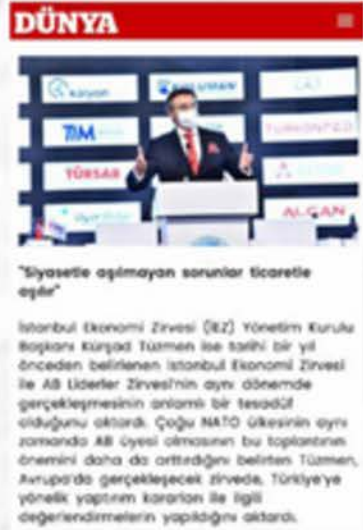 DÜNYA
kalyon
KOLUMAN
TİM
TURKONFED
TÜRSAB
ALGAN
"Siyasetle aşılmayan sorunlar ticaretle
aşılır"
İstanbul Ekonomi Zirvesi (İEZ) Yönetim Kurulu
Başkanı Kürşad Tüzmen ise tarihi bir yıl
önceden belirlenen İstanbul Ekonomi Zirvesi
ile AB Liderler Zirvesi'nin aynı dönemde
gerçekleşmesinin anlamlı bir tesadüf
olduğunu aktardı. Çoğu NATO ülkesinin aynı
zamanda AB üyesi olmasının bu toplantının
önemini daha da arttırdığını belirten Tüzmen,
Avrupa'da gerçekleşecek zirvede, Türkiye'ye
yönelik yaptırım kararları ile ilgili
değerlendirmelerin yapıldığını aktardı.